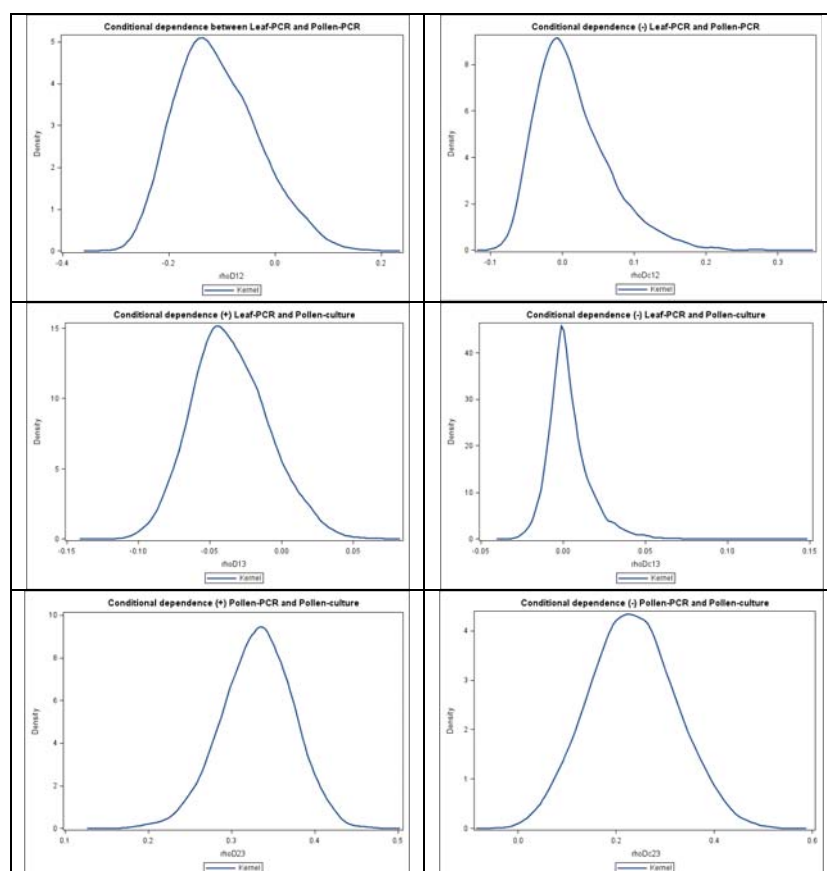 Conditional dependence between Leaf-PCR and Pollen-PCR
5
4
3
2
1
0
Density
-0.4
-0.2
0.0
0.2
rhoD12
Kernel
Conditional dependence (-) Leaf-PCR and Pollen-PCR
8
6
4
2
0
Density
-0.1
0.0
0.1
0.2
0.3
rhoDc12
Kernel
Conditional dependence (+) Leaf-PCR and Pollen-culture
15
10
5
0
Density
-0.15
-0.10
-0.05
0.00
0.05
rhoD13
Kernel
Conditional dependence (-) Leaf-PCR and Pollen-culture
40
30
20
10
0
Density
-0.05
0.00
0.05
0.10
0.15
rhoDc13
Kernel
Conditional dependence (+) Pollen-PCR and Pollen-culture
10
8
6
4
2
0
Density
0.1
0.2
0.3
0.4
0.5
rhoD23
Kernel
Conditional dependence (-) Pollen-PCR and Pollen-culture
4
3
2
1
0
Density
0.0
0.2
0.4
0.6
rhoDc23
Kernel